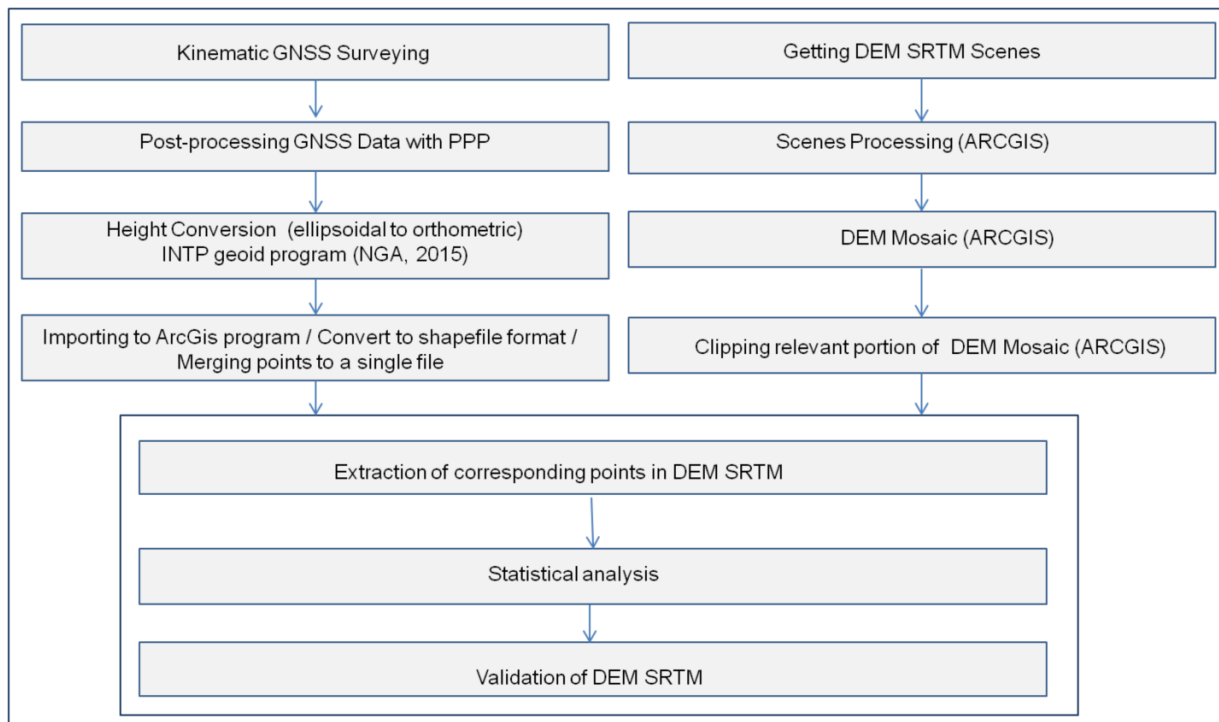 Kinematic GNSS Surveying
Post-processing GNSS Data with PPP
Height Conversion (ellipsoidal to orthometric)
INTP geoid program (NGA, 2015)
Importing to ArcGis program / Convert to shapefile format /
Merging points to a single file
Getting DEM SRTM Scenes
Scenes Processing (ARCGIS)
DEM Mosaic (ARCGIS)
Clipping relevant portion of DEM Mosaic (ARCGIS)
Extraction of corresponding points in DEM SRTM
Statistical analysis
Validation of DEM SRTM